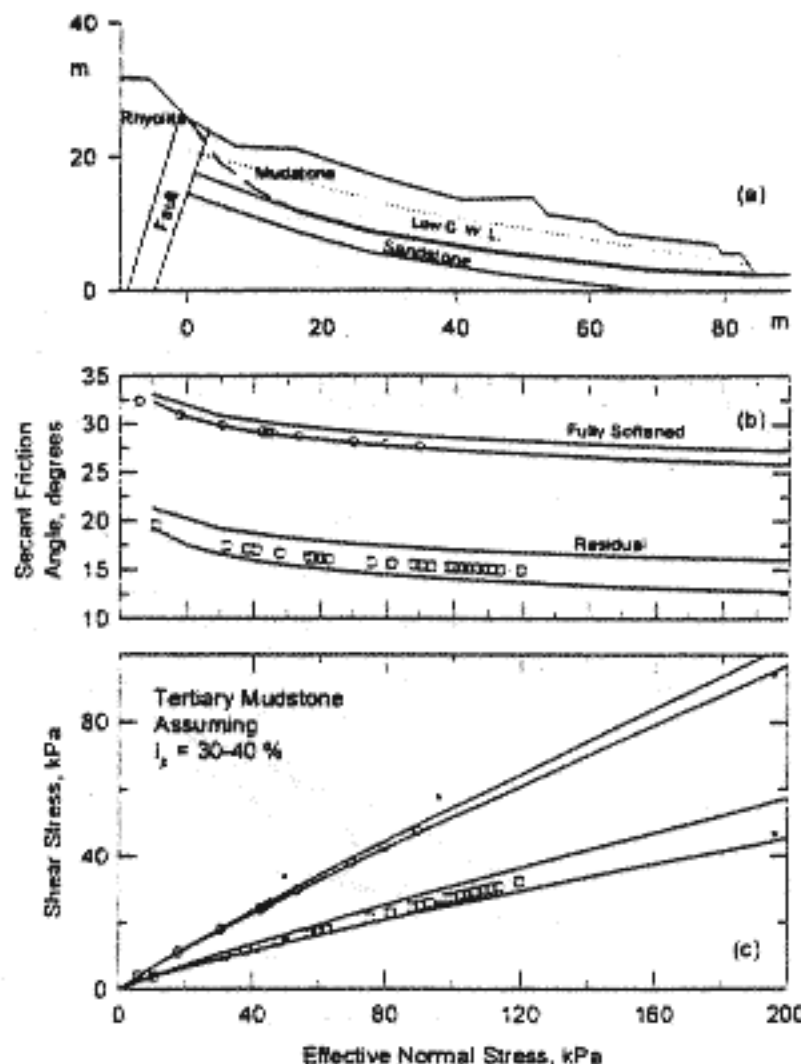 40
m
20
0
Rhyolite
Fault
Mudstone
Low G. W. L.
Sandstone
(a)
0
20
40
60
80
m
35
30
25
20
15
10
Secant Friction
Angle, degrees
Fully Softened
(b)
Residual
80
40
0
Shear Stress, kPa
Tertiary Mudstone
Assuming
= 30-40 %
(c)
0
40
80
120
160
200
Effective Normal Stress, kPa